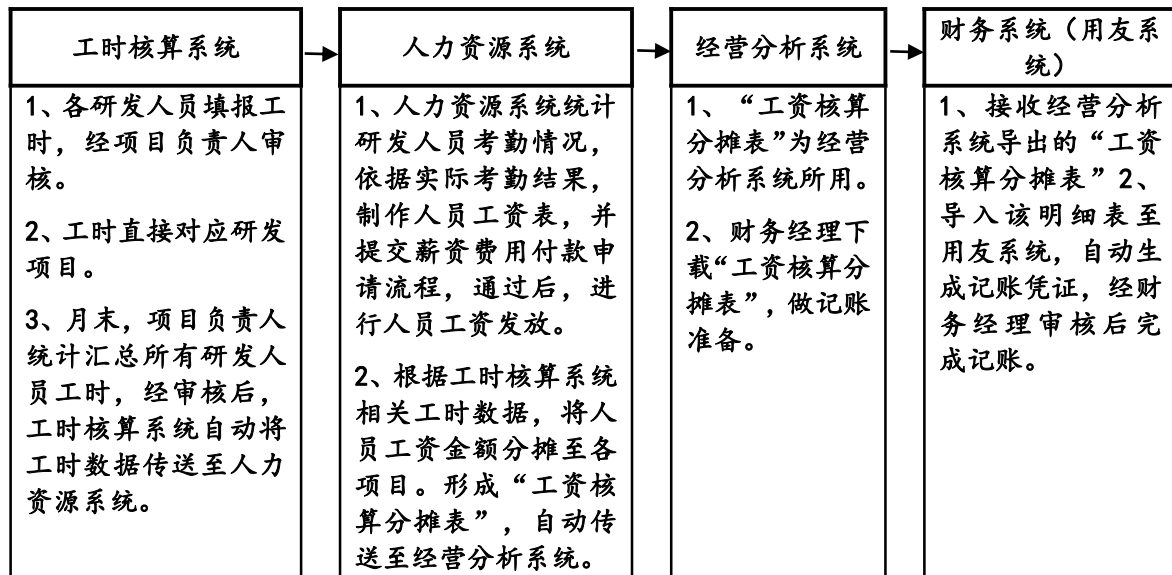 工时核算系统
1、各研发人员填报工
时，经项目负责人审
核。
2、工时直接对应研发
项目。
3、月末，项目负责人
统计汇总所有研发人
员工时，经审核后，
工时核算系统自动将
工时数据传送至人力
资源系统。
人力资源系统
1、人力资源系统统计
研发人员考勤情况，
依据实际考勤结果，
制作人员工资表，并
提交薪资费用付款申
请流程，通过后，进
行人员工资发放。
2、根据工时核算系统
相关工时数据，将人
员工资金额分摊至各
项目。形成“工资核
算分摊表”，自动传
送至经营分析系统。
经营分析系统
1、“工资核算
分摊表”为经营
分析系统所用。
2、财务经理下
载“工资核算分
摊表”，做记账
准备。
财务系统（用友系
统）
1、接收经营分析
系统导出的“工资
核算分摊表”2、
导入该明细表至
用友系统，自动生
成记账凭证，经财
务经理审核后完
成记账。